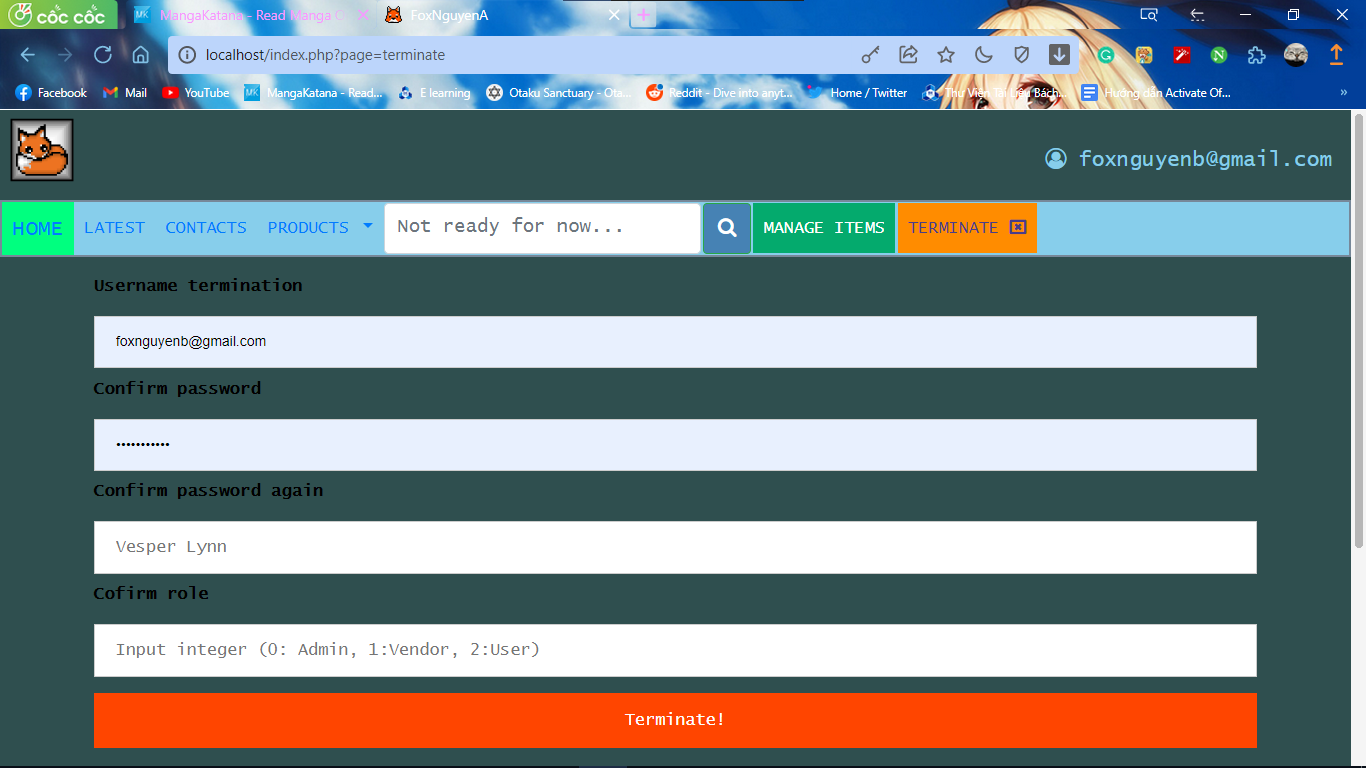 cốc cốc MangaKatana - Read Manga O FoxNguyenA
localhost/index.php?page=terminate
Facebook Mail YouTube MangaKatana - Read... E learning Otaku Sanctuary - Ota... Reddit - Dive into anyt... Home / Twitter Thư Viện Tài Liệu Bách... Hướng dẫn Activate Of... »
foxnguyenb@gmail.com
HOME LATEST CONTACTS PRODUCTS Not ready for now... MANAGE ITEMS TERMINATE
Username termination
foxnguyenb@gmail.com
Confirm password
•••••••••••
Confirm password again
Vesper Lynn
Cofirm role
Input integer (0: Admin, 1:Vendor, 2:User)
Terminate!